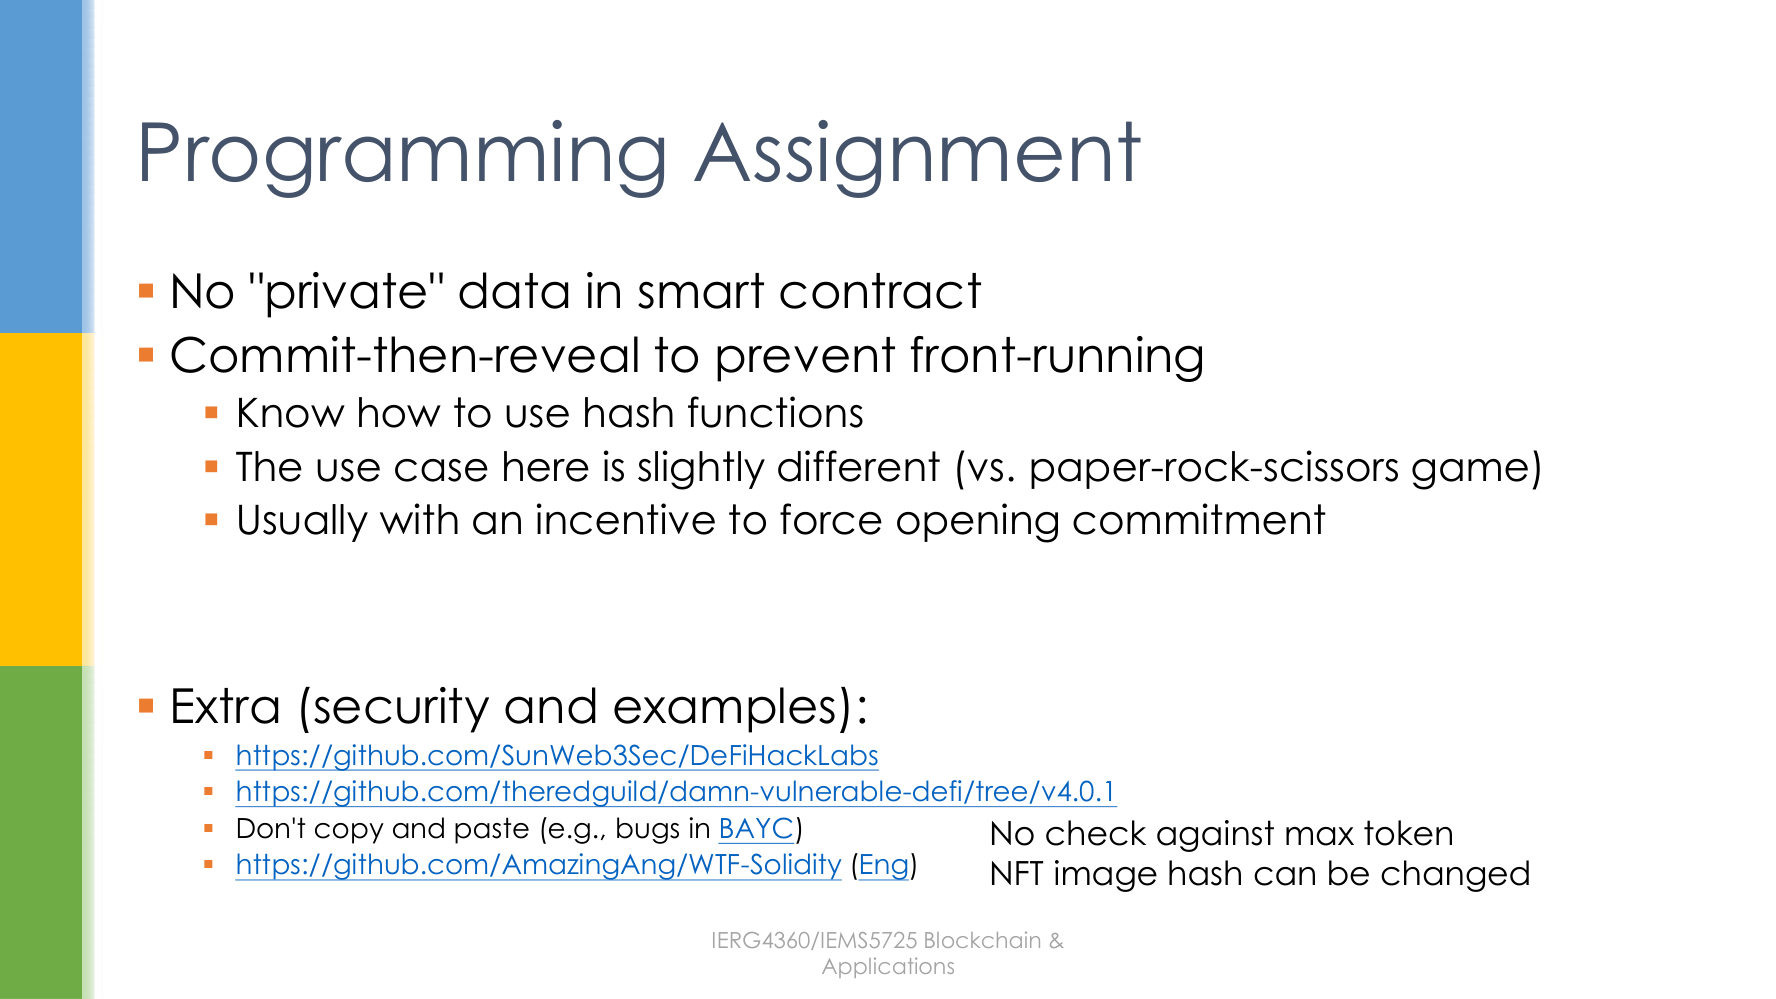 Programming Assignment
No "private" data in smart contract
Commit-then-reveal to prevent front-running
Know how to use hash functions
The use case here is slightly different (vs. paper-rock-scissors game)
Usually with an incentive to force opening commitment
Extra (security and examples):
https://github.com/SunWeb3Sec/DeFiHackLabs
https://github.com/theredguild/damn-vulnerable-defi/tree/v4.0.1
Don't copy and paste (e.g., bugs in BAYC)
https://github.com/AmazingAng/WTF-Solidity (Eng)
No check against max token
NFT image hash can be changed
IERG4360/IEMS5725 Blockchain &
Applications